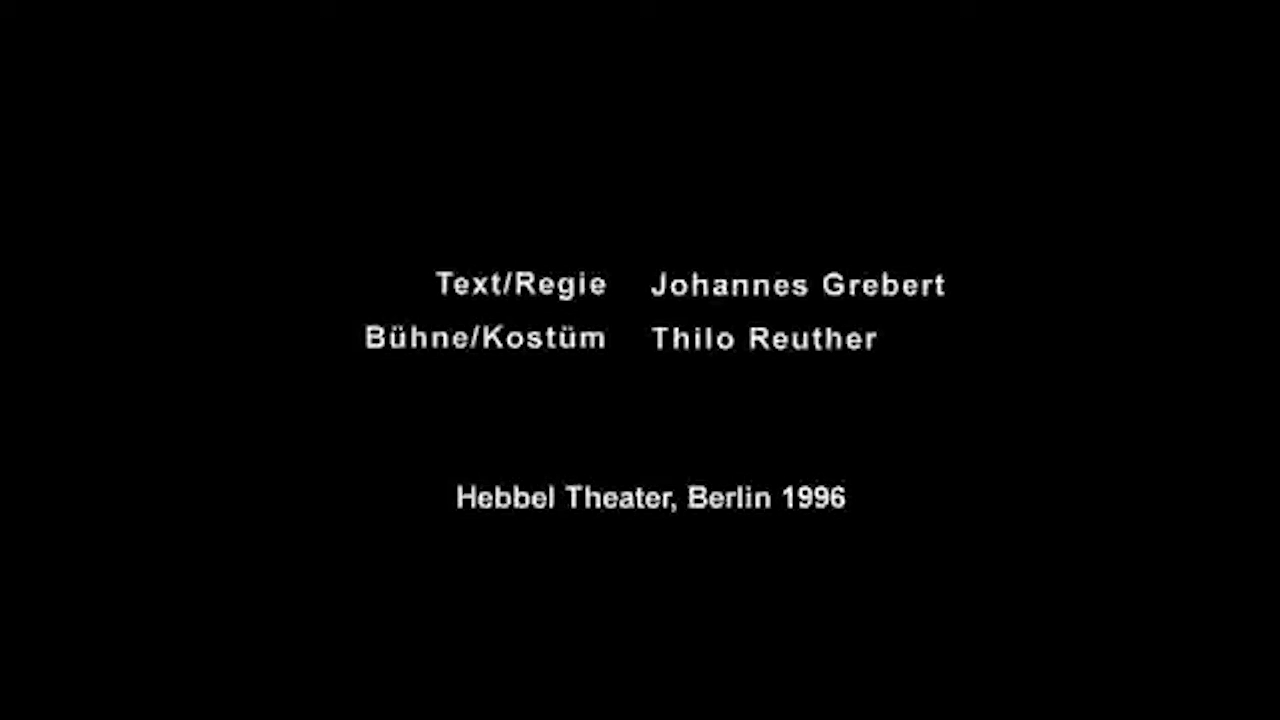 Text/Regie Johannes Grebert
Bühne/Kostüm Thilo Reuther
Hebbel Theater, Berlin 1996